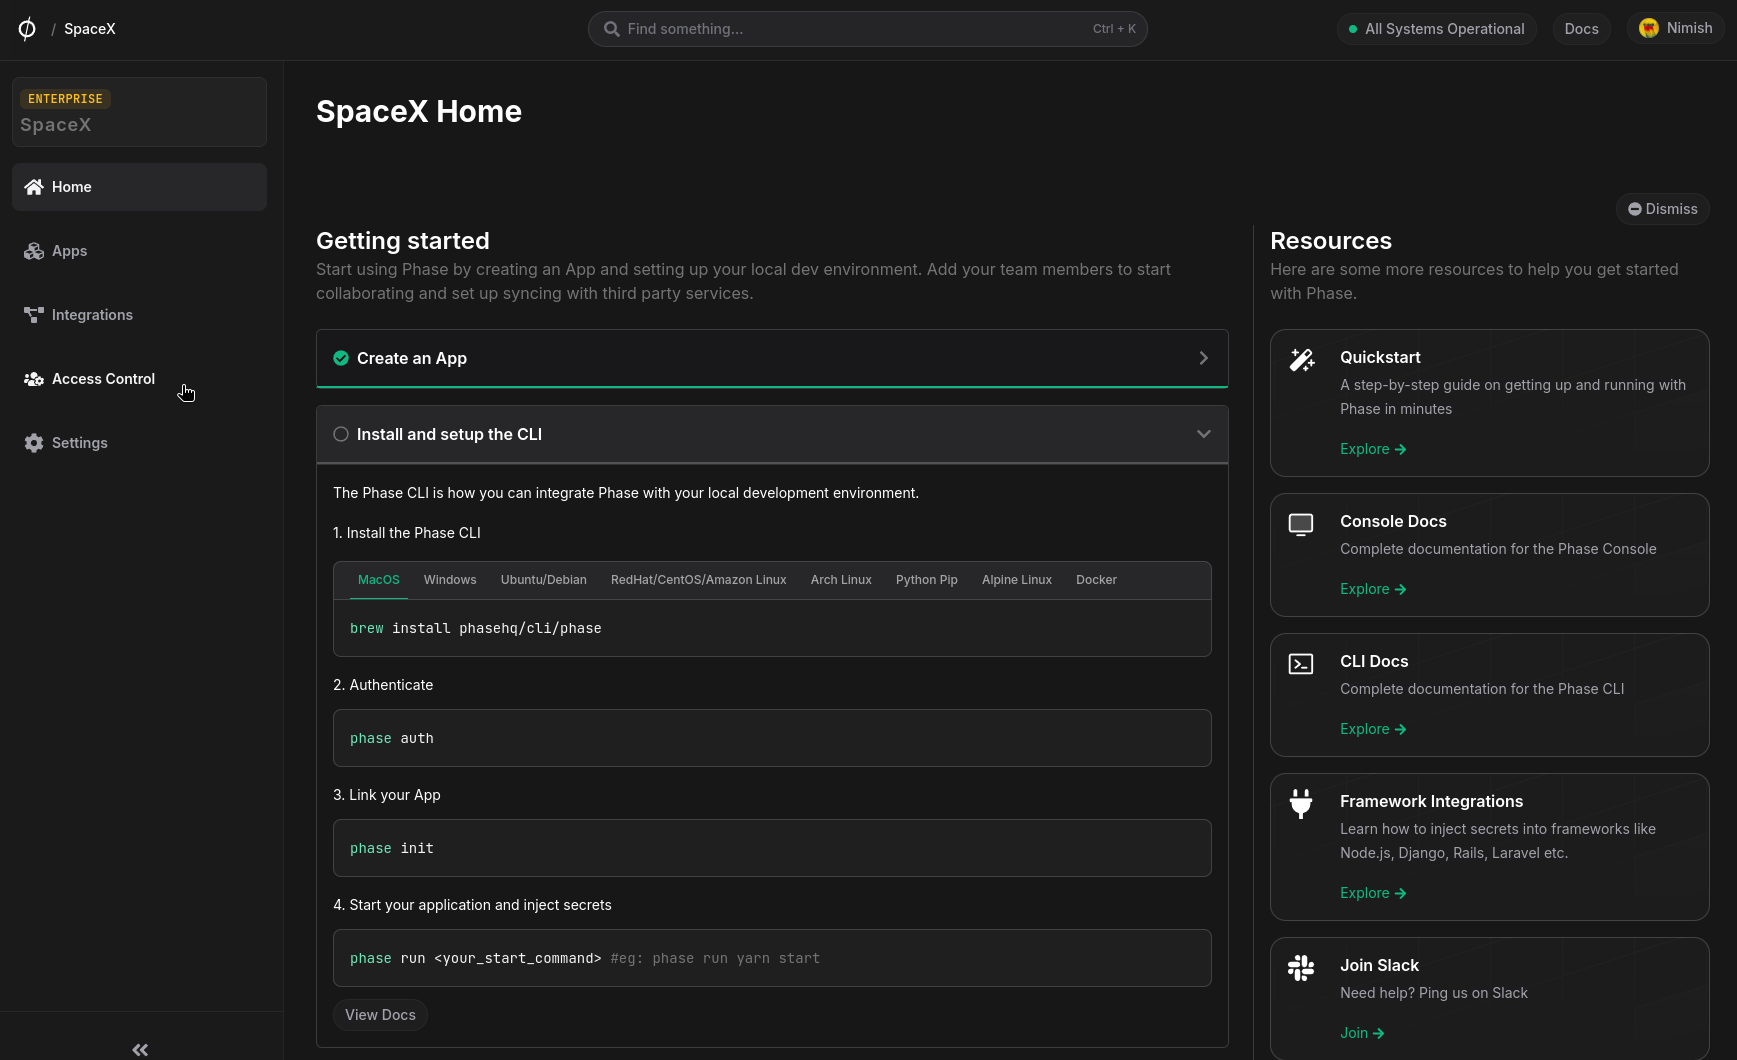 / SpaceX
Find something...
Ctrl + K
All Systems Operational
Docs
Nimish
ENTERPRISE
SpaceX
Home
Apps
Integrations
Access Control
Settings
SpaceX Home
Dismiss
Getting started
Start using Phase by creating an App and setting up your local dev environment. Add your team members to start
collaborating and set up syncing with third party services.
Create an App
Install and setup the CLI
The Phase CLI is how you can integrate Phase with your local development environment.
1. Install the Phase CLI
MacOS Windows Ubuntu/Debian RedHat/CentOS/Amazon Linux Arch Linux Python Pip Alpine Linux Docker
brew install phasehq/cli/phase
2. Authenticate
phase auth
3. Link your App
phase init
4. Start your application and inject secrets
phase run <your_start_command> #eg: phase run yarn start
View Docs
Resources
Here are some more resources to help you get started
with Phase.
Quickstart
A step-by-step guide on getting up and running with
Phase in minutes
Explore
Console Docs
Complete documentation for the Phase Console
Explore
CLI Docs
Complete documentation for the Phase CLI
Explore
Framework Integrations
Learn how to inject secrets into frameworks like
Node.js, Django, Rails, Laravel etc.
Explore
Join Slack
Need help? Ping us on Slack
Join